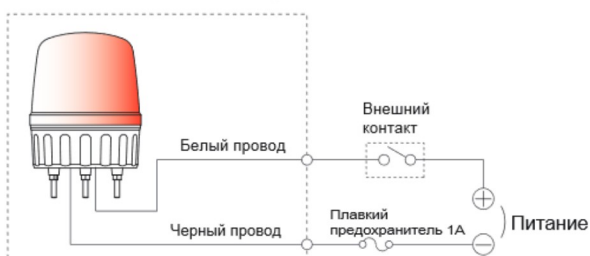 Внешний
контакт
Белый провод
Плавкий
предохранитель 1А
Черный провод
Питание